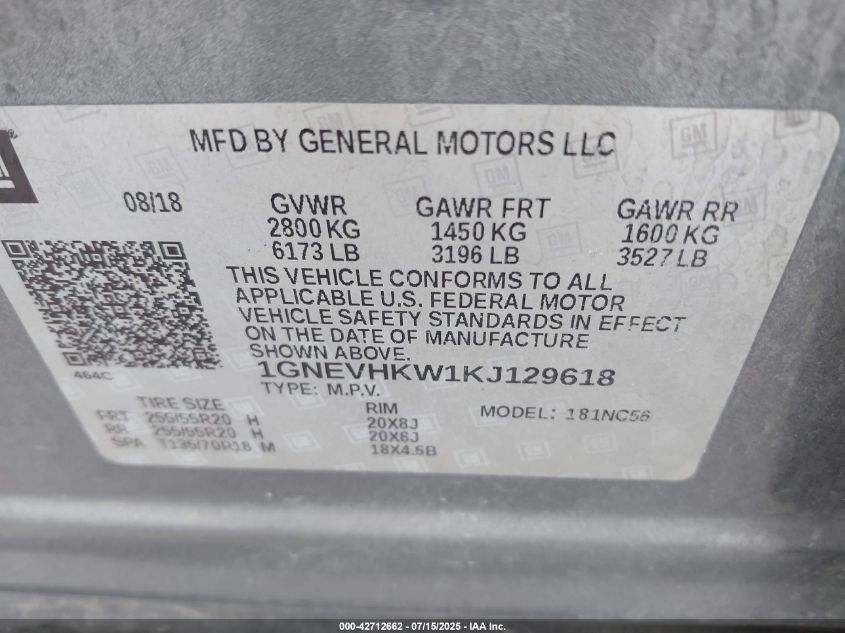 MFD BY GENERAL MOTORS LLC
08/18
GVWR
2800 KG
6173 LB
GAWR FRT
1450 KG
3196 LB
GAWR RR
1600 KG
3527 LB
THIS VEHICLE CONFORMS TO ALL
APPLICABLE U.S. FEDERAL MOTOR
VEHICLE SAFETY STANDARDS IN EFFECT
ON THE DATE OF MANUFACTURE
SHOWN ABOVE.
464C
1GNEVHKW1KJ129618
TYPE: M.P.V.
MODEL: 181NC56
TIRE SIZE
RIM
FRT 255/55R20 H 20X8J
RR 255/55R20 H 20X8J
SPA T135/70R18 M 18X4.5B
000-42712662 - 07/15/2025 - IAA Inc.